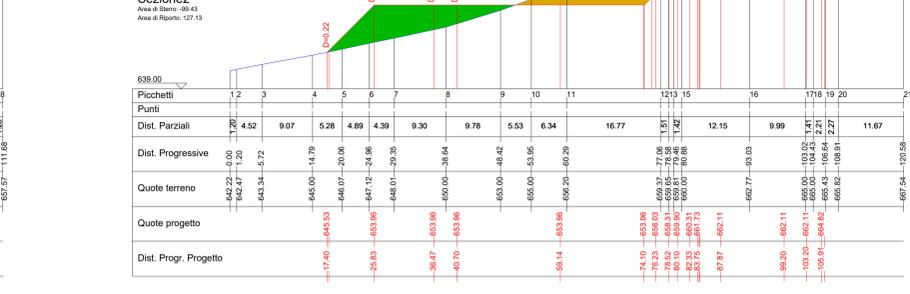 Sezione2
Area di Sterro: -99.43
Area di Riporto: 127.13
D=0.22
639.00
8 Picchetti 1 2 3 4 5 6 7 8 9 10 11 12 13 15 16 17 18 19 20 21
Punti
Dist. Parziali 1.20 4.52 9.07 5.28 4.89 4.39 9.30 9.78 5.53 6.34 16.77 1.51 1.42 12.15 9.99 1.41 2.21 2.27 11.67
111.68 Dist. Progressive -0.00 1.20 5.72 14.79 20.06 24.96 29.35 38.64 48.42 53.95 60.29 77.06 78.58 79.46 80.88 93.03 103.02 104.43 106.64 108.91 120.58
657.57 Quote terreno 642.22 642.47 643.34 645.00 646.07 647.12 648.01 650.00 653.00 655.00 656.20 659.37 659.65 659.81 660.00 662.77 665.00 665.00 665.43 665.82 667.54
Quote progetto 645.53 653.96 653.96 653.96 653.96 653.96 656.03 658.31 659.90 660.31 661.73 662.11 662.11 662.11 664.82
Dist. Progr. Progetto 17.40 25.83 36.47 40.70 59.14 74.10 76.23 78.52 80.10 82.33 83.75 87.87 99.20 103.20 105.91